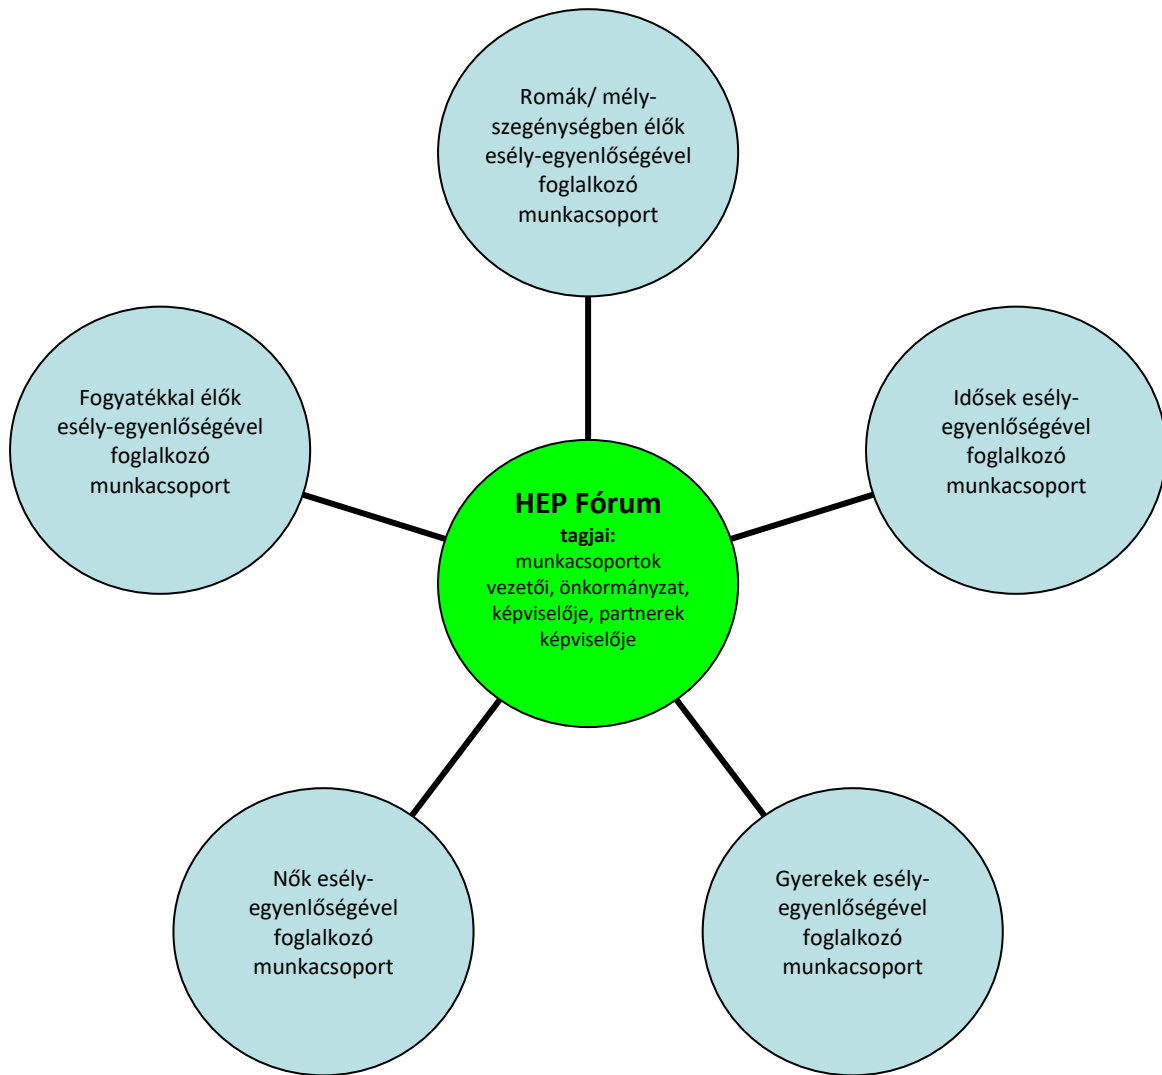 Romák/ mély-
szegénységben élők
esély-egyenlőségével
foglalkozó
munkacsoport
Fogyatékkal élők
esély-egyenlőségével
foglalkozó
munkacsoport
Idősek esély-
egyenlőségével
foglalkozó
munkacsoport
HEP Fórum
tagjai:
munkacsoportok
vezetői, önkormányzat,
képviselője, partnerek
képviselője
Nők esély-
egyenlőségével
foglalkozó
munkacsoport
Gyerekek esély-
egyenlőségével
foglalkozó
munkacsoport